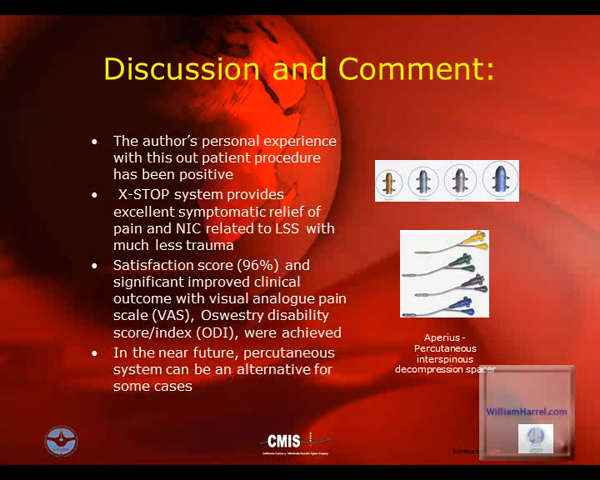 Discussion and Comment:
• The author's personal experience
with this out patient procedure
has been positive
• X-STOP system provides
excellent symptomatic relief of
pain and NIC related to LSS with
much less trauma
• Satisfaction score (96%) and
significant improved clinical
outcome with visual analogue pain
scale (VAS), Oswestry disability
score/index (ODI), were achieved
• In the near future, percutaneous
system can be an alternative for
some cases
Aperius -
Percutaneous
interspinous
decompression spacer
WilliamHarrel.com
CMIS